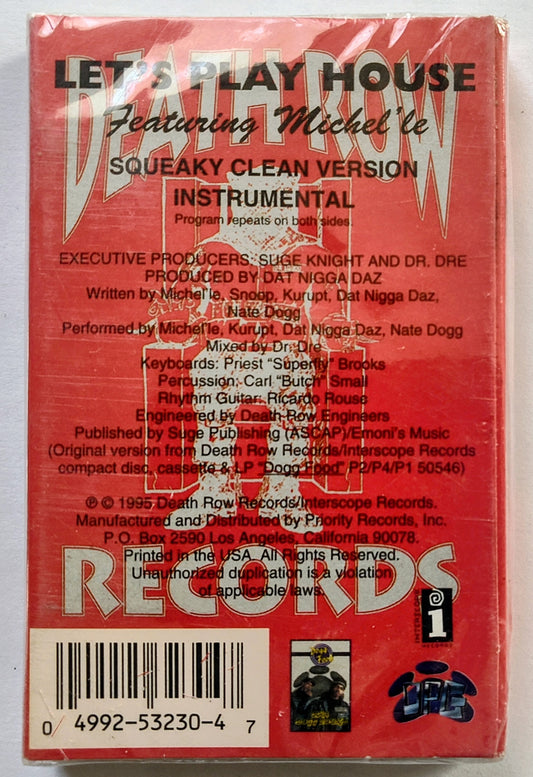 DEATH ROW
LET'S PLAY HOUSE
Featuring Michel'le
SQUEAKY CLEAN VERSION
INSTRUMENTAL
Program repeats on both sides.
EXECUTIVE PRODUCERS: SUGE KNIGHT AND DR. DRE
PRODUCED BY DAT NIGGA DAZ
Written by Michel'le, Snoop, Kurupt, Dat Nigga Daz,
Nate Dogg
Performed by Michel'le, Kurupt, Dat Nigga Daz, Nate Dogg
Mixed by Dr. Dre
Keyboards: Priest "Superfly" Brooks
Percussion: Carl "Butch" Small
Rhythm Guitar: Ricardo Rouse
Engineered by Death Row Engineers
Published by Suge Publishing (ASCAP)/Emoni's Music
(Original version from Death Row Records/Interscope Records
compact disc, cassette & LP "Dogg Food" P2/P4/P1 50546)
℗ © 1995 Death Row Records/Interscope Records.
Manufactured and Distributed by Priority Records, Inc.
P.O. Box 2590 Los Angeles, California 90078.
Printed in the USA. All Rights Reserved.
Unauthorized duplication is a violation
of applicable laws.
RECORDS
INTERSCOPE
RECORDS
i
0 4992-53230-4 7